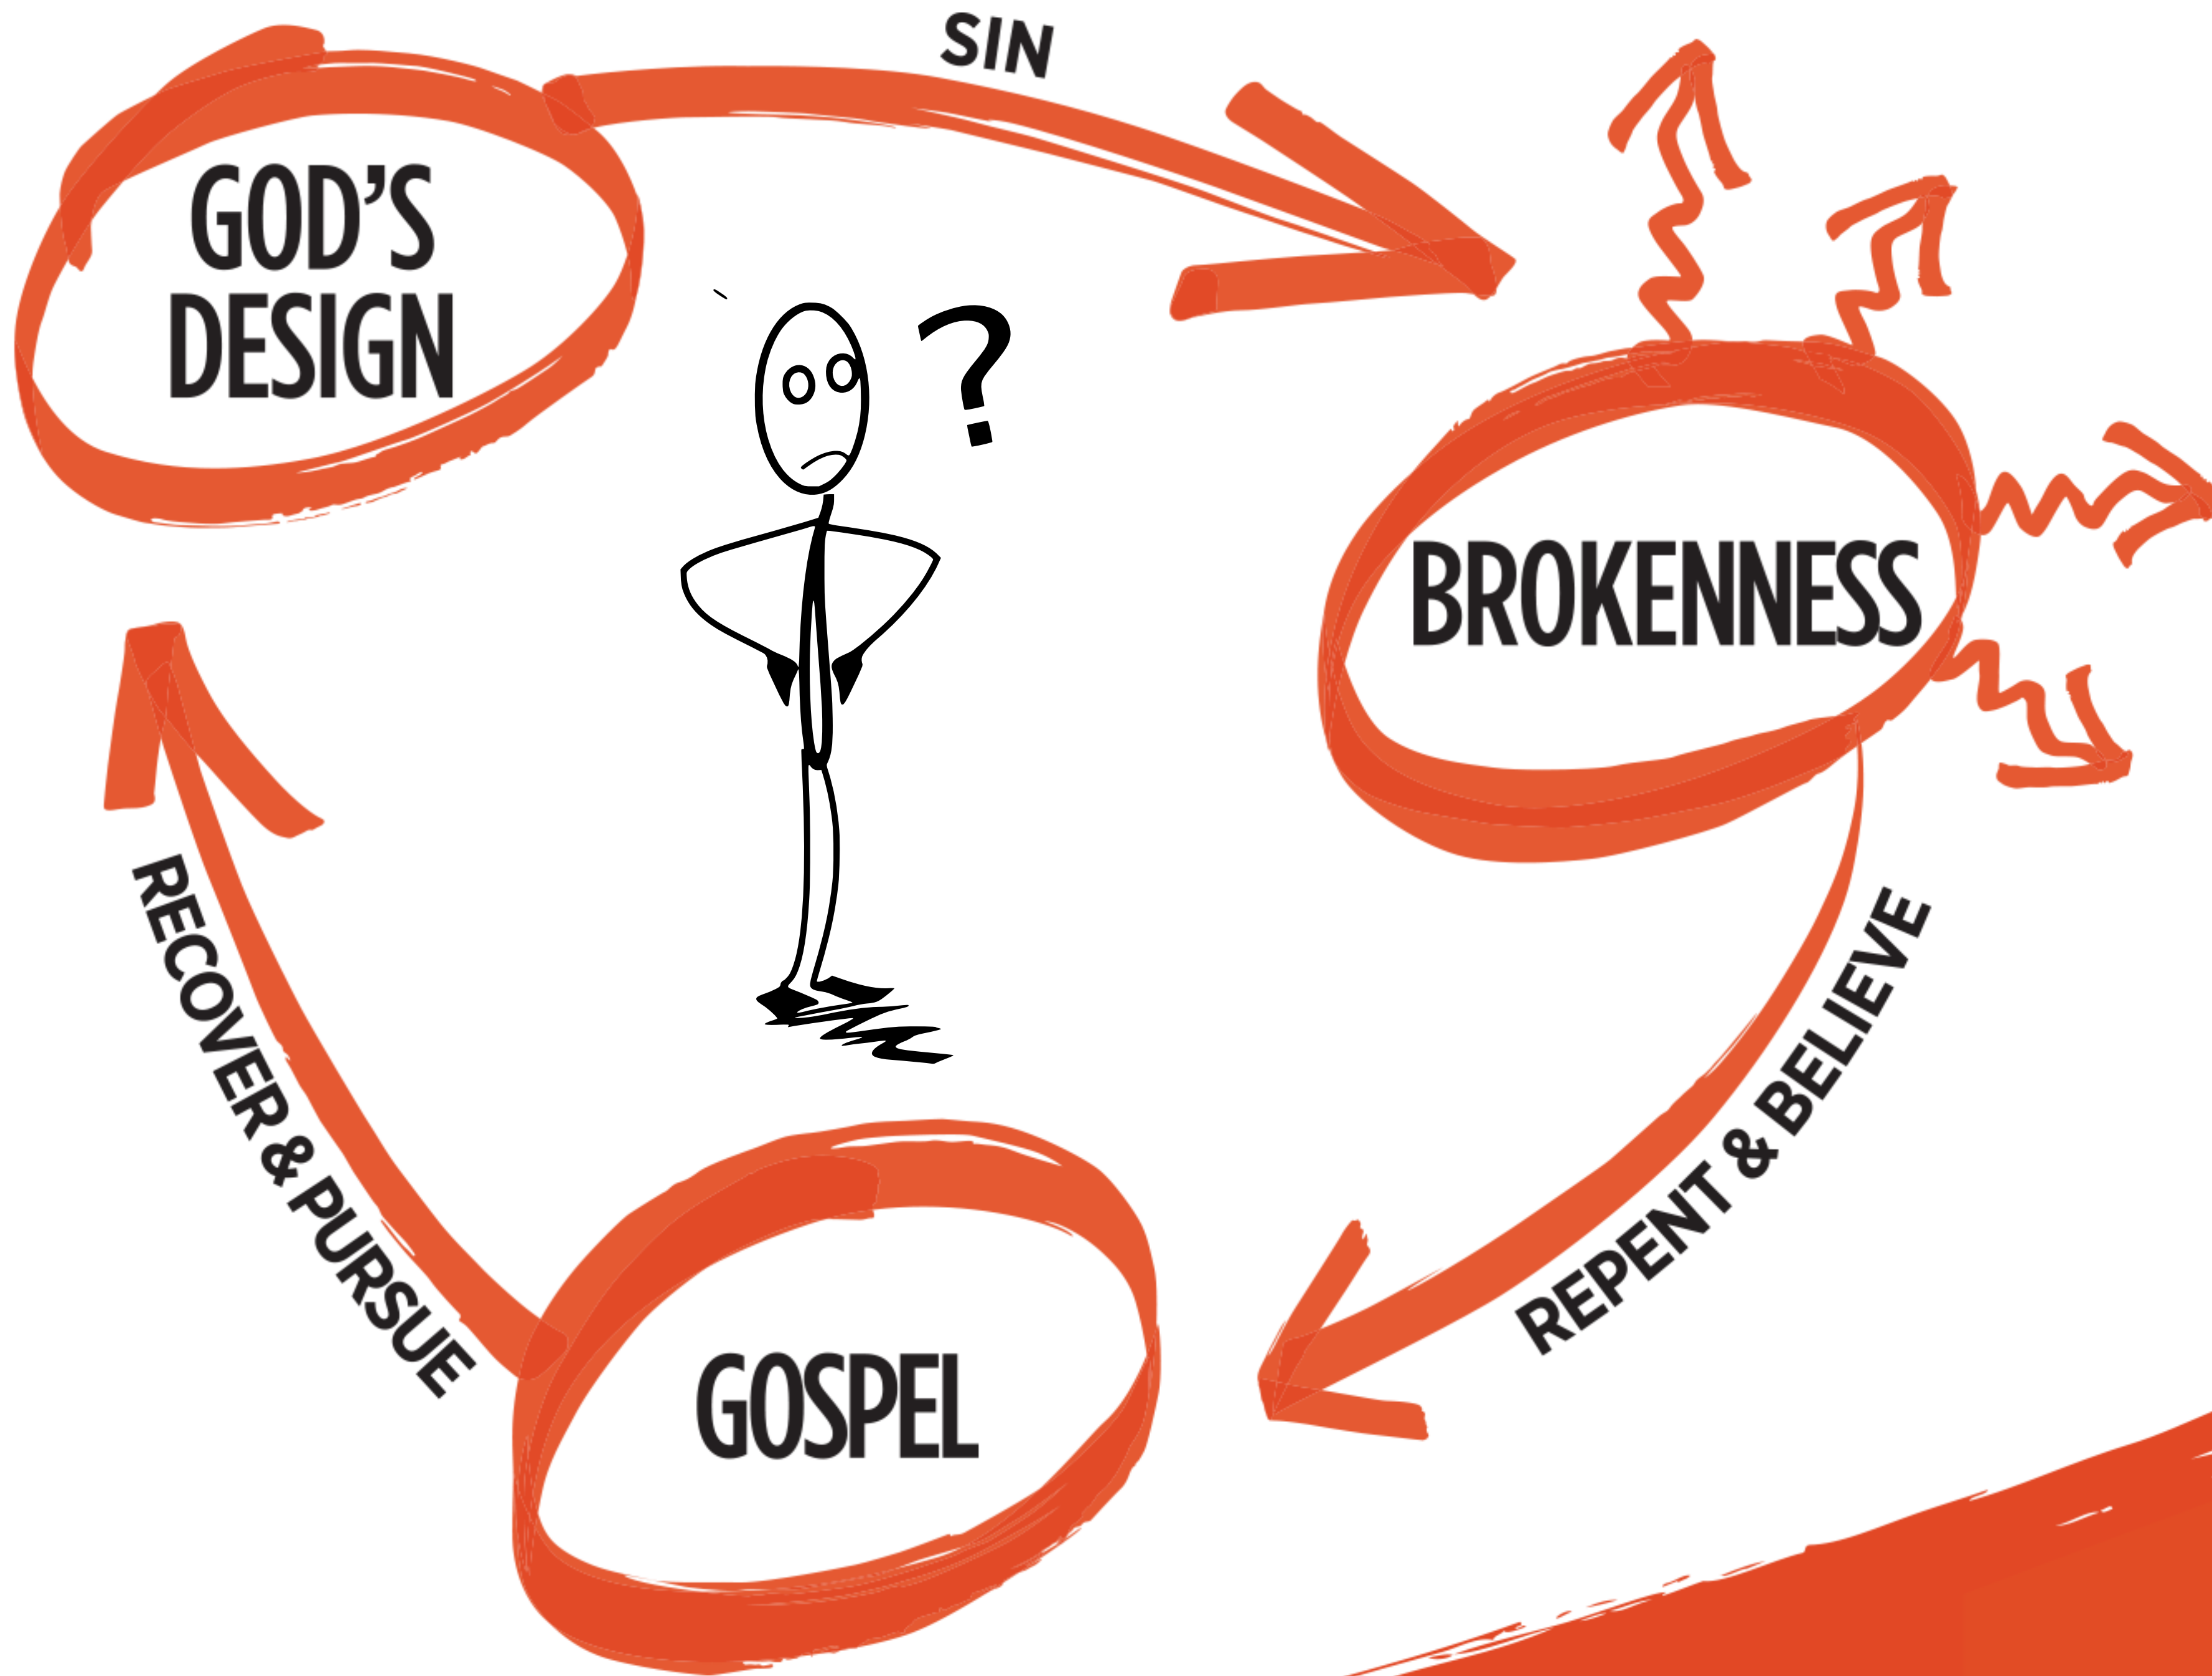 SIN
GOD’S
DESIGN
?
BROKENNESS
REPENT & BELIEVE
GOSPEL
RECOVER & PURSUE